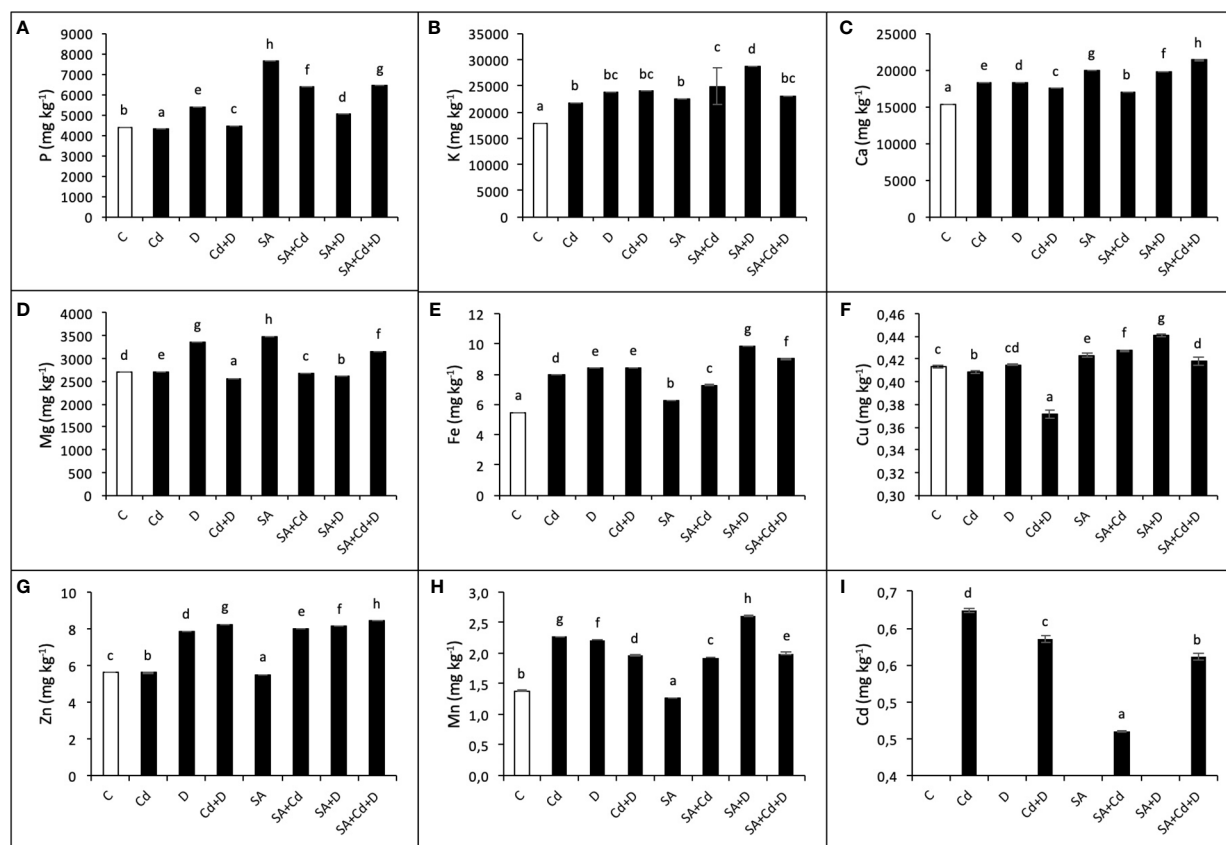 A
P (mg kg⁻¹)
9000
8000
7000
6000
5000
4000
3000
2000
1000
0
b a e c h f d g
C Cd D Cd+D SA SA+Cd SA+D SA+Cd+D
B
K (mg kg⁻¹)
35000
30000
25000
20000
15000
10000
5000
0
a b bc bc b c d bc
C Cd D Cd+D SA SA+Cd SA+D SA+Cd+D
C
Ca (mg kg⁻¹)
25000
20000
15000
10000
5000
0
a e d c g b f h
C Cd D Cd+D SA SA+Cd SA+D SA+Cd+D
D
Mg (mg kg⁻¹)
4000
3500
3000
2500
2000
1500
1000
500
0
d e g a h c b f
C Cd D Cd+D SA SA+Cd SA+D SA+Cd+D
E
Fe (mg kg⁻¹)
12
10
8
6
4
2
0
a d e e b c g f
C Cd D Cd+D SA SA+Cd SA+D SA+Cd+D
F
Cu (mg kg⁻¹)
0,46
0,44
0,42
0,40
0,38
0,36
0,34
0,32
0,30
c b cd a e f g d
C Cd D Cd+D SA SA+Cd SA+D SA+Cd+D
G
Zn (mg kg⁻¹)
10
8
6
4
2
0
c b d g a e f h
C Cd D Cd+D SA SA+Cd SA+D SA+Cd+D
H
Mn (mg kg⁻¹)
3,0
2,5
2,0
1,5
1,0
0,5
0,0
b g f d a c h e
C Cd D Cd+D SA SA+Cd SA+D SA+Cd+D
I
Cd (mg kg⁻¹)
0,7
0,6
0,6
0,5
0,5
0,4
d c a b
C Cd D Cd+D SA SA+Cd SA+D SA+Cd+D